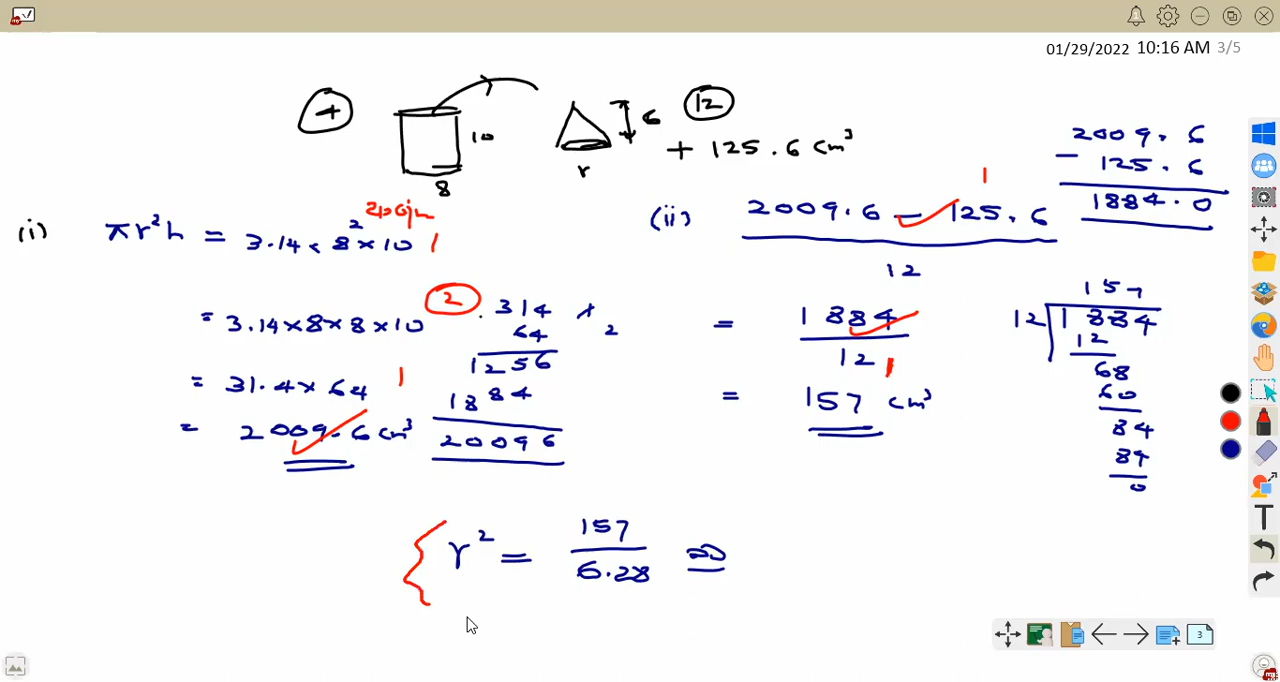 01/29/2022 10:16 AM 3/5
4 10 8 6 r 12 + 125.6 cm³
2009.6
− 125.6
1884.0
(i) πr²h = 3.14 × 8² × 10 1
(ii) 2009.6 − 125.6 1
12
= 3.14×8×8×10 2
314 ×
64 2
1256
1884
20096
= 31.4×64 1
= 2009.6 cm³
= 1884
12 1
= 157 cm³
157
12 1884
12
68
60
84
84
0
r² = 157
6.28
T
3